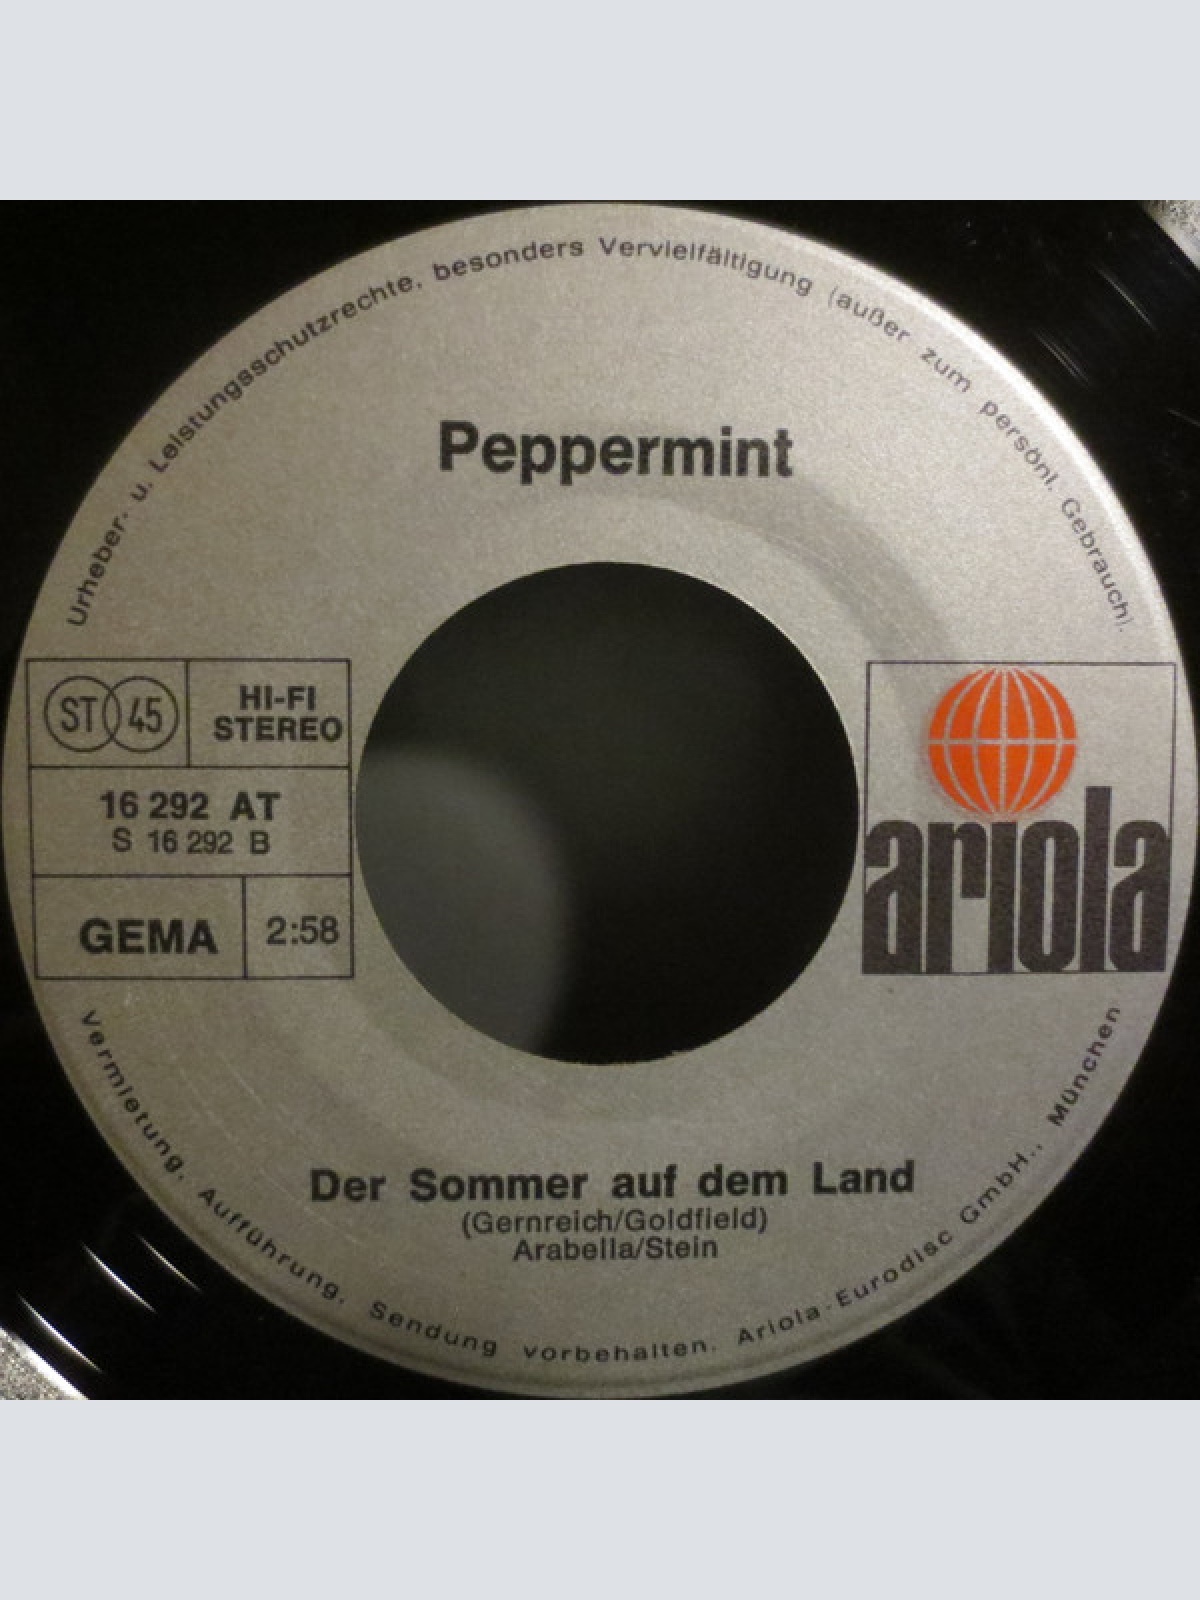 Urheber- u. Leistungsschutzrechte, besonders Vervielfältigung (außer zum persönl. Gebrauch).
Peppermint
ST 45
HI-FI
STEREO
16 292 AT
S 16 292 B
GEMA
2:58
ariola
Der Sommer auf dem Land
(Gernreich/Goldfield)
Arabella/Stein
Vermietung, Aufführung, Sendung vorbehalten. Ariola-Eurodisc GmbH., München